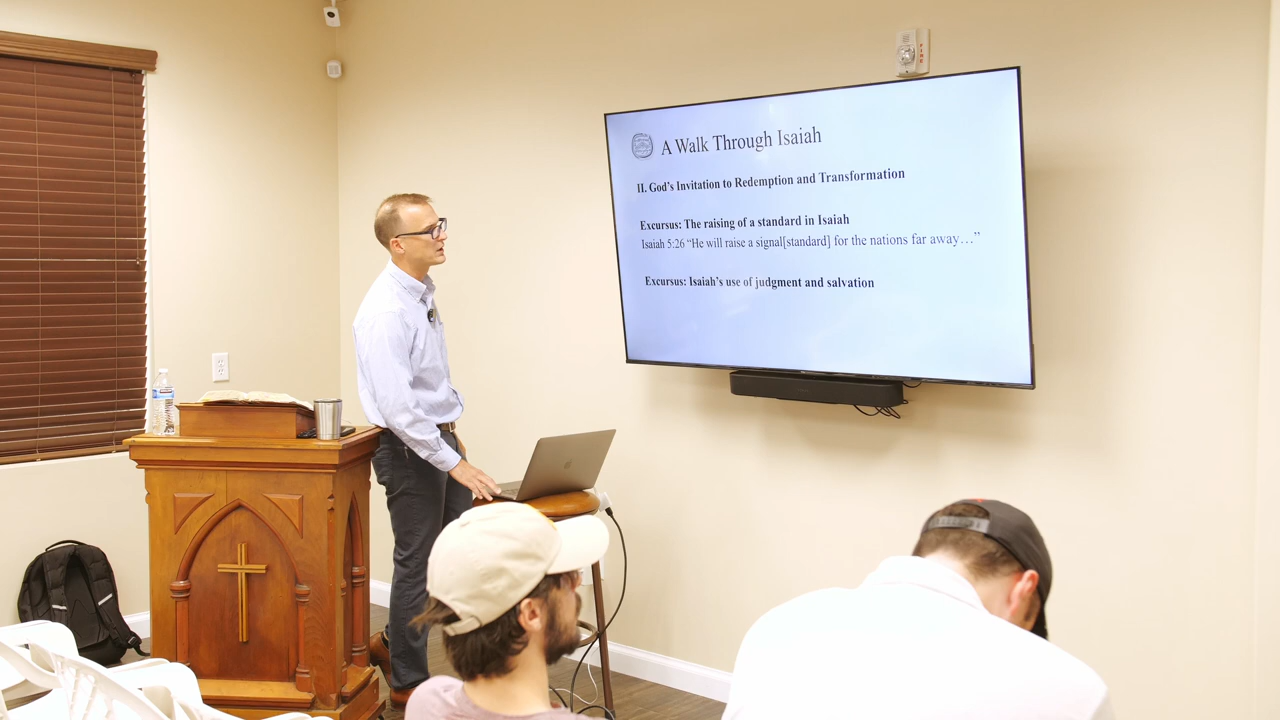 FIRE
A Walk Through Isaiah
II. God's Invitation to Redemption and Transformation
Excursus: The raising of a standard in Isaiah
Isaiah 5:26 “He will raise a signal[standard] for the nations far away…”
Excursus: Isaiah's use of judgment and salvation